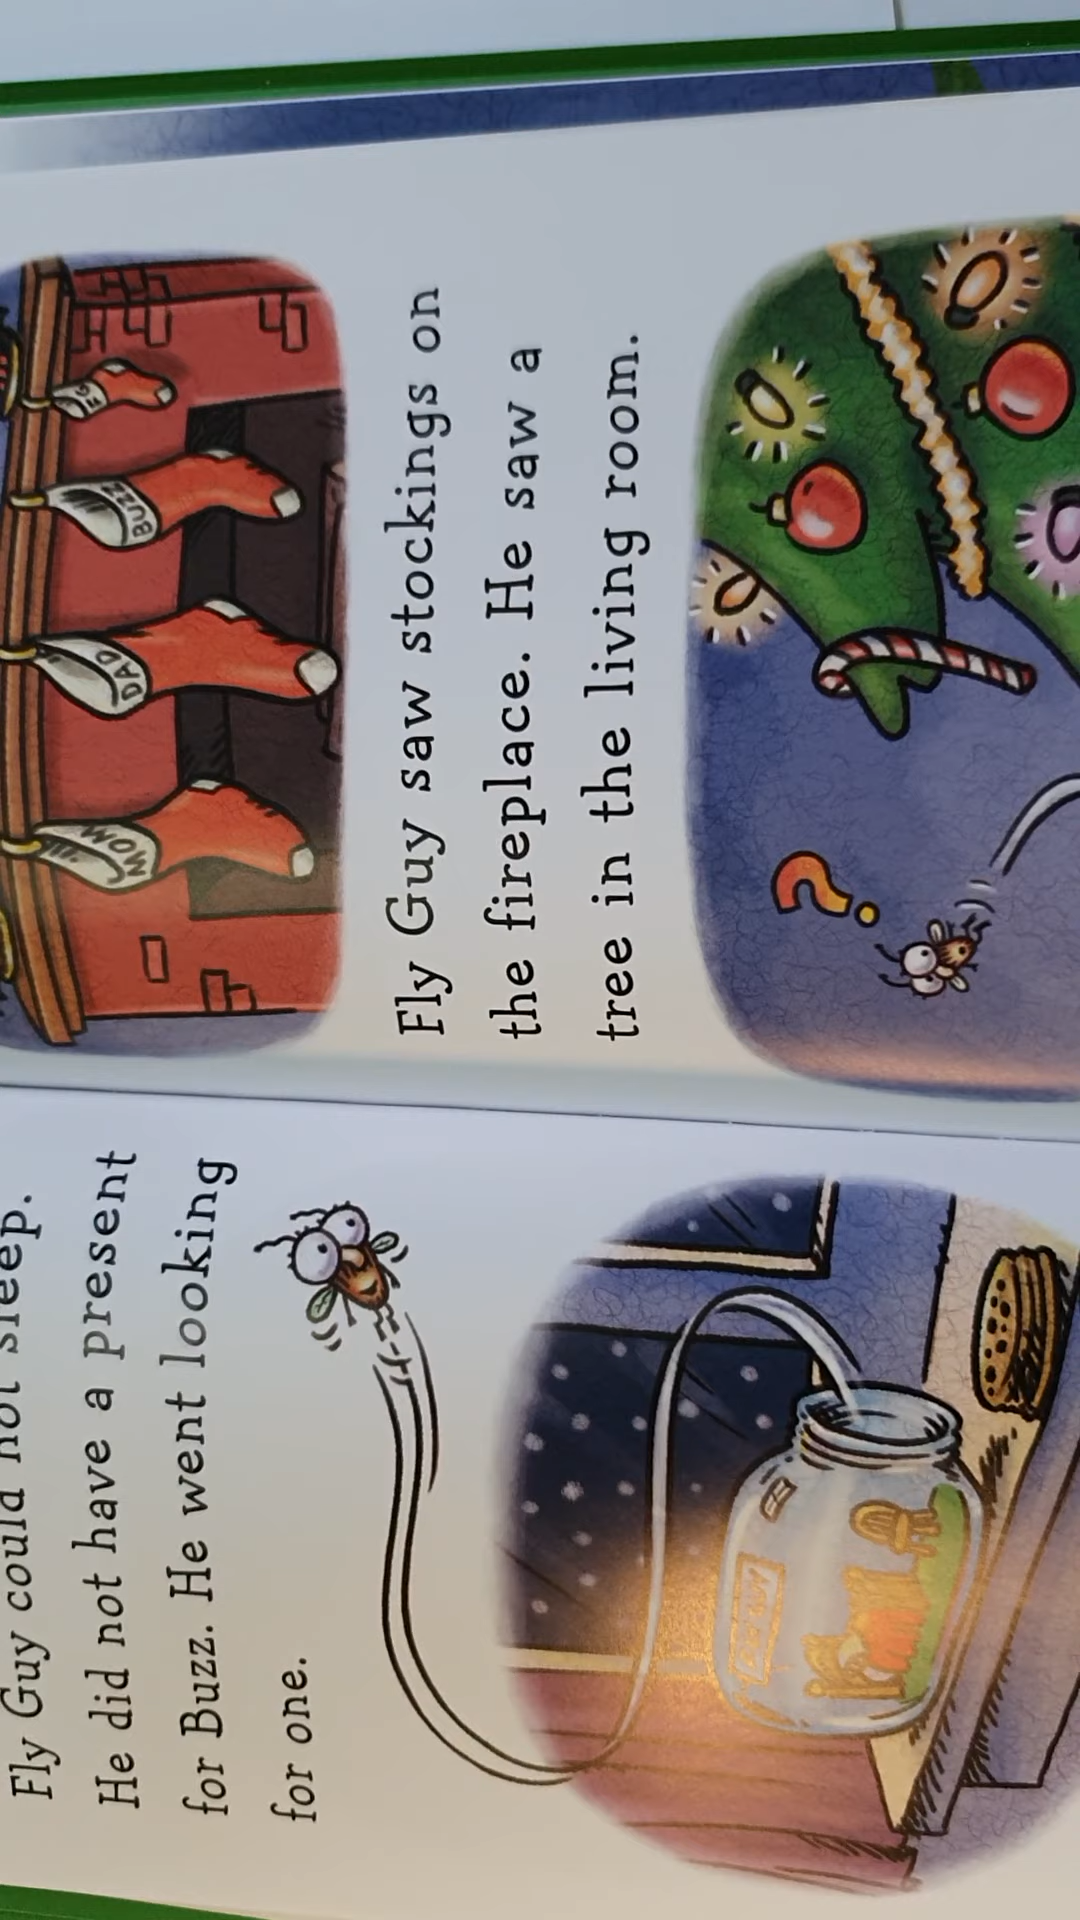 Fly Guy could not sleep.
He did not have a present
for Buzz. He went looking
for one.
MOM
DAD
BUZZ
FG
Fly Guy saw stockings on
the fireplace. He saw a
tree in the living room.
?